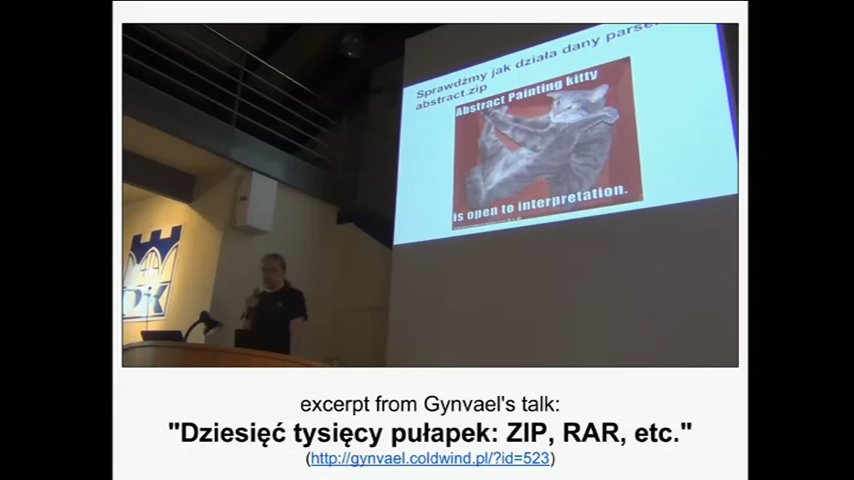 Sprawdźmy jak działa dany parser
abstract.zip
Abstract Painting kitty
is open to interpretation.
PK
excerpt from Gynvael's talk:
"Dziesięć tysięcy pułapek: ZIP, RAR, etc."
(http://gynvael.coldwind.pl/?id=523)